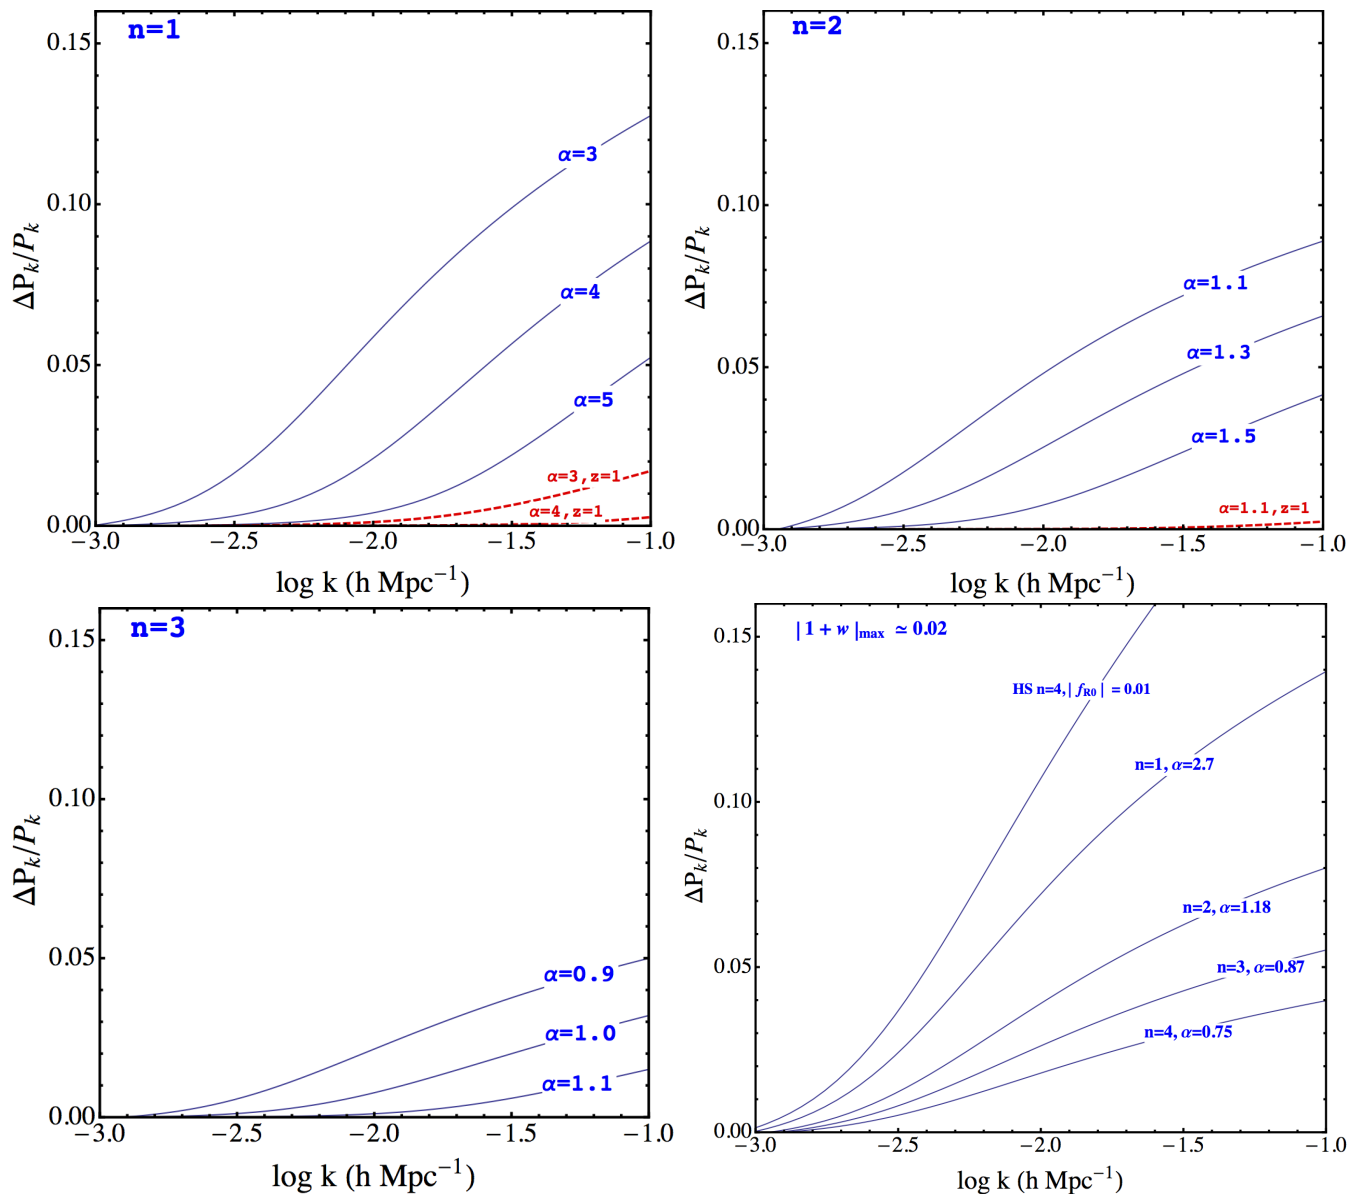 n=1
0.15
0.10
0.05
0.00
ΔP_k/P_k
α=3
α=4
α=5
α=3,z=1
α=4,z=1
−3.0 −2.5 −2.0 −1.5 −1.0
log k (h Mpc⁻¹)
n=2
0.15
0.10
0.05
0.00
ΔP_k/P_k
α=1.1
α=1.3
α=1.5
α=1.1,z=1
−3.0 −2.5 −2.0 −1.5 −1.0
log k (h Mpc⁻¹)
n=3
0.15
0.10
0.05
0.00
ΔP_k/P_k
α=0.9
α=1.0
α=1.1
−3.0 −2.5 −2.0 −1.5 −1.0
log k (h Mpc⁻¹)
|1 + w|max ≃ 0.02
0.15
0.10
0.05
0.00
ΔP_k/P_k
HS n=4,| f_R0 | = 0.01
n=1, α=2.7
n=2, α=1.18
n=3, α=0.87
n=4, α=0.75
−3.0 −2.5 −2.0 −1.5 −1.0
log k (h Mpc⁻¹)